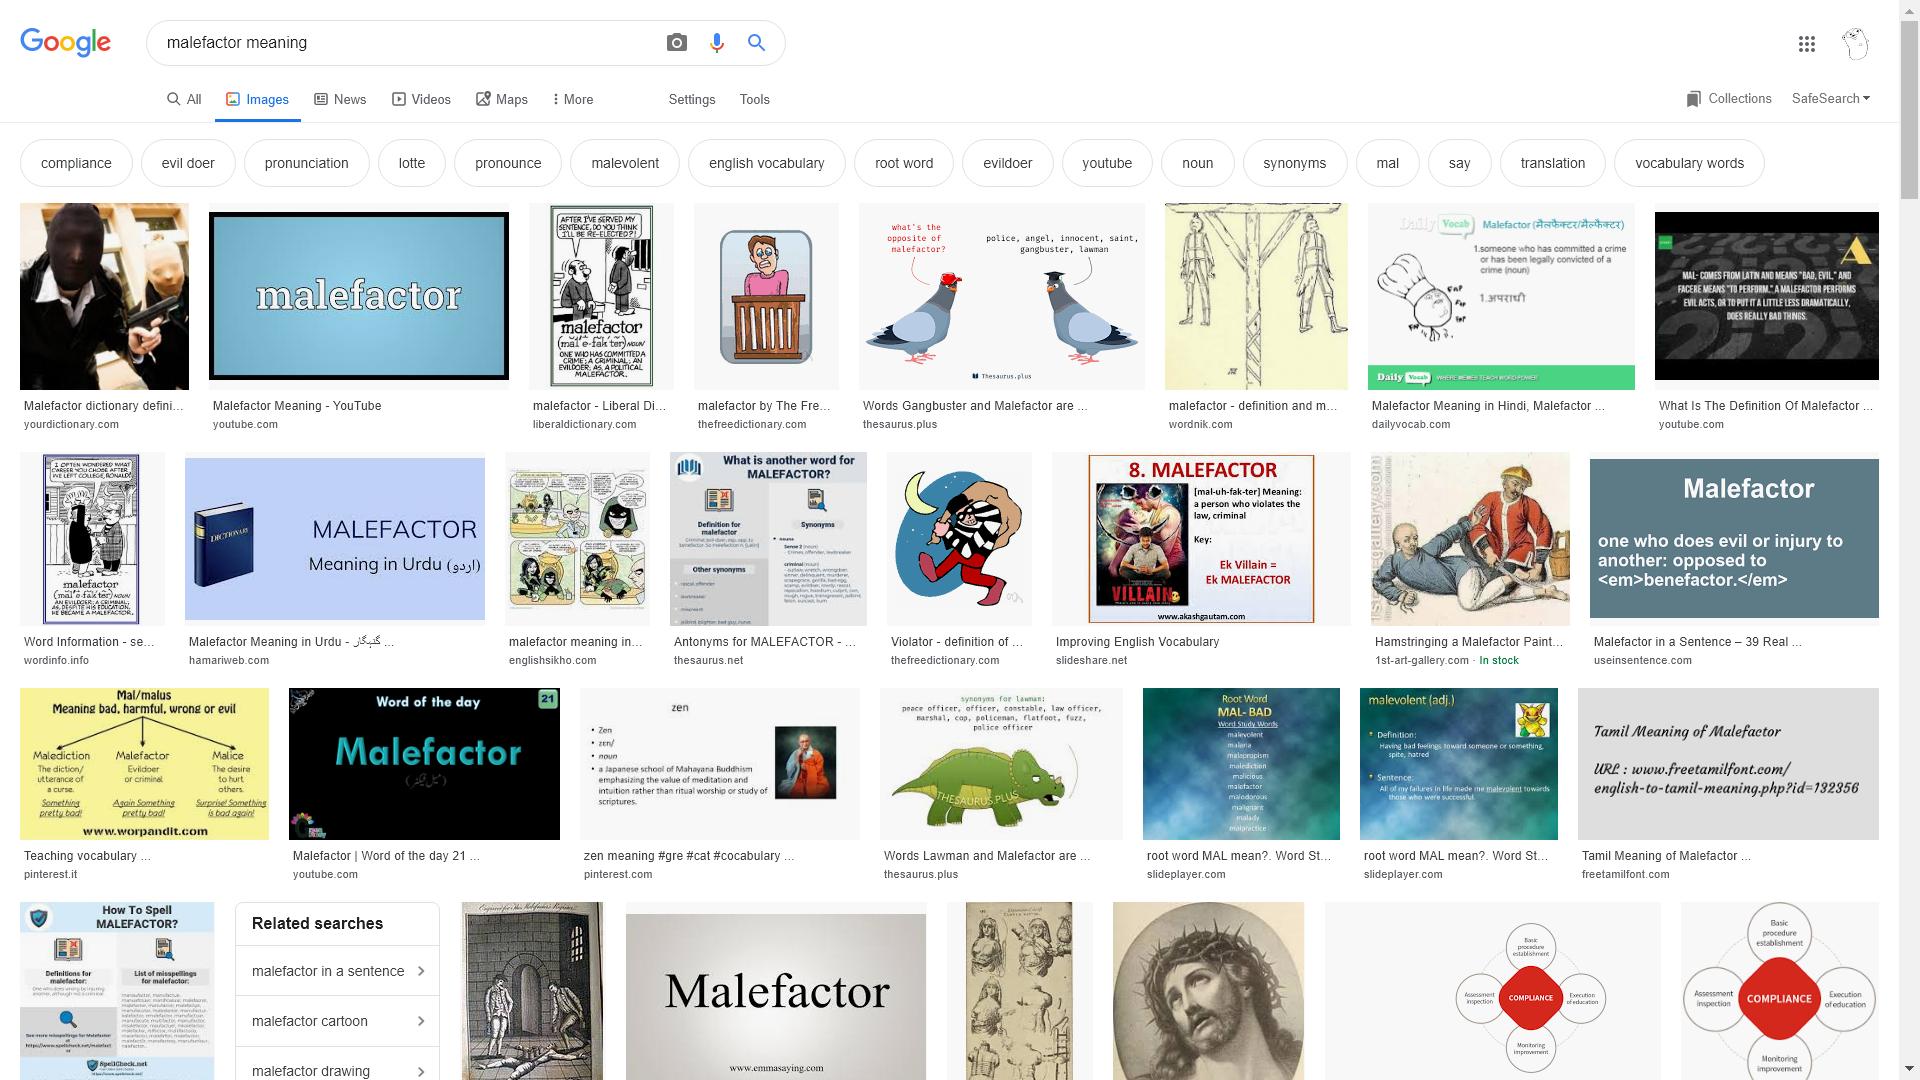 Google
malefactor meaning
All
Images
News
Videos
Maps
More
Settings
Tools
Collections
SafeSearch
compliance
evil doer
pronunciation
lotte
pronounce
malevolent
english vocabulary
root word
evildoer
youtube
noun
synonyms
mal
say
translation
vocabulary words
malefactor
AFTER I'VE SERVED MY
SENTENCE, DO YOU THINK
I'LL BE RE-ELECTED?!
malefactor
(mal´e-fak´ter) NOUN
ONE WHO HAS COMMITTED A
CRIME; A CRIMINAL; AN
EVILDOER: AS, A POLITICAL
MALEFACTOR.
what's the
opposite of
malefactor?
police, angel, innocent, saint,
gangbuster, lawman
Thesaurus.plus
Daily Vocab
Malefactor (मैलफैक्टर/मैल्फैक्टर)
1.someone who has committed a crime
or has been legally convicted of a
crime (noun)
1.अपराधी
Daily Vocab WHERE MEMES TEACH WORD POWER
MAL- COMES FROM LATIN AND MEANS "BAD, EVIL," AND
FACERE MEANS "TO PERFORM." A MALEFACTOR PERFORMS
EVIL ACTS, OR TO PUT IT A LITTLE LESS DRAMATICALLY,
DOES REALLY BAD THINGS.
Malefactor dictionary defini...
yourdictionary.com
Malefactor Meaning - YouTube
youtube.com
malefactor - Liberal Di...
liberaldictionary.com
malefactor by The Fre...
thefreedictionary.com
Words Gangbuster and Malefactor are ...
thesaurus.plus
malefactor - definition and m...
wordnik.com
Malefactor Meaning in Hindi, Malefactor ...
dailyvocab.com
What Is The Definition Of Malefactor ...
youtube.com
I OFTEN WONDERED WHAT
CAREER YOU CHOSE AFTER
WE LEFT COLLEGE, RONALD!
malefactor
(mal´e-fak´ter) NOUN
AN EVILDOER; A CRIMINAL:
AS, DESPITE HIS EDUCATION,
HE BECAME A MALEFACTOR.
DICTIONARY
MALEFACTOR
Meaning in Urdu (اردو)
What is another word for
MALEFACTOR?
Definition for
malefactor
Synonyms
Other synonyms
8. MALEFACTOR
[mal-uh-fak-ter] Meaning:
a person who violates the
law, criminal
Key:
Ek Villain =
Ek MALEFACTOR
VILLAIN
www.akashgautam.com
Malefactor
one who does evil or injury to
another: opposed to
<em>benefactor.</em>
Word Information - se...
wordinfo.info
Malefactor Meaning in Urdu - گنہگار ...
hamariweb.com
malefactor meaning in...
englishsikho.com
Antonyms for MALEFACTOR - ...
thesaurus.net
Violator - definition of ...
thefreedictionary.com
Improving English Vocabulary
slideshare.net
Hamstringing a Malefactor Paint...
1st-art-gallery.com · In stock
Malefactor in a Sentence – 39 Real ...
useinsentence.com
Mal/malus
Meaning bad, harmful, wrong or evil
Malediction
The diction/
utterance of
a curse.
Something
pretty bad!
Malefactor
Evildoer
or criminal
Again Something
pretty bad!
Malice
The desire
to hurt
others.
Surprise! Something
is bad again!
www.worpandit.com
Word of the day
21
Malefactor
zen
Zen
zen/
noun
a Japanese school of Mahayana Buddhism
emphasizing the value of meditation and
intuition rather than ritual worship or study of
scriptures.
synonyms for lawman:
peace officer, officer, constable, law officer,
marshal, cop, policeman, flatfoot, fuzz,
police officer
THESAURUS.PLUS
Root Word
MAL- BAD
Word Study Words
malevolent
malaria
malapropism
malediction
malicious
malefactor
malodorous
malignant
malady
malpractice
malevolent (adj.)
Definition:
Having bad feelings toward someone or something,
spite, hatred
Sentence:
All of my failures in life made me malevolent towards
those who were successful.
Tamil Meaning of Malefactor
URL : www.freetamilfont.com/
english-to-tamil-meaning.php?id=132356
Teaching vocabulary ...
pinterest.it
Malefactor | Word of the day 21 ...
youtube.com
zen meaning #gre #cat #cocabulary ...
pinterest.com
Words Lawman and Malefactor are ...
thesaurus.plus
root word MAL mean?. Word St...
slideplayer.com
root word MAL mean?. Word St...
slideplayer.com
Tamil Meaning of Malefactor ...
freetamilfont.com
How To Spell
MALEFACTOR?
Definitions for
malefactor:
List of misspellings
for malefactor:
SpellCheck.net
Related searches
malefactor in a sentence
malefactor cartoon
malefactor drawing
Malefactor
www.emmasaying.com
Basic
procedure
establishment
Assessment
inspection
COMPLIANCE
Execution
of education
Monitoring
improvement
Basic
procedure
establishment
Assessment
inspection
COMPLIANCE
Execution
of education
Monitoring
improvement